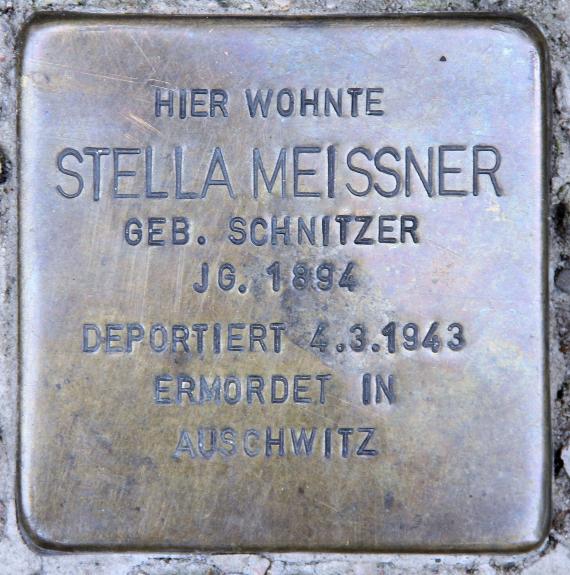 HIER WOHNTE
STELLA MEISSNER
GEB. SCHNITZER
JG. 1894
DEPORTIERT 4.3.1943
ERMORDET IN
AUSCHWITZ